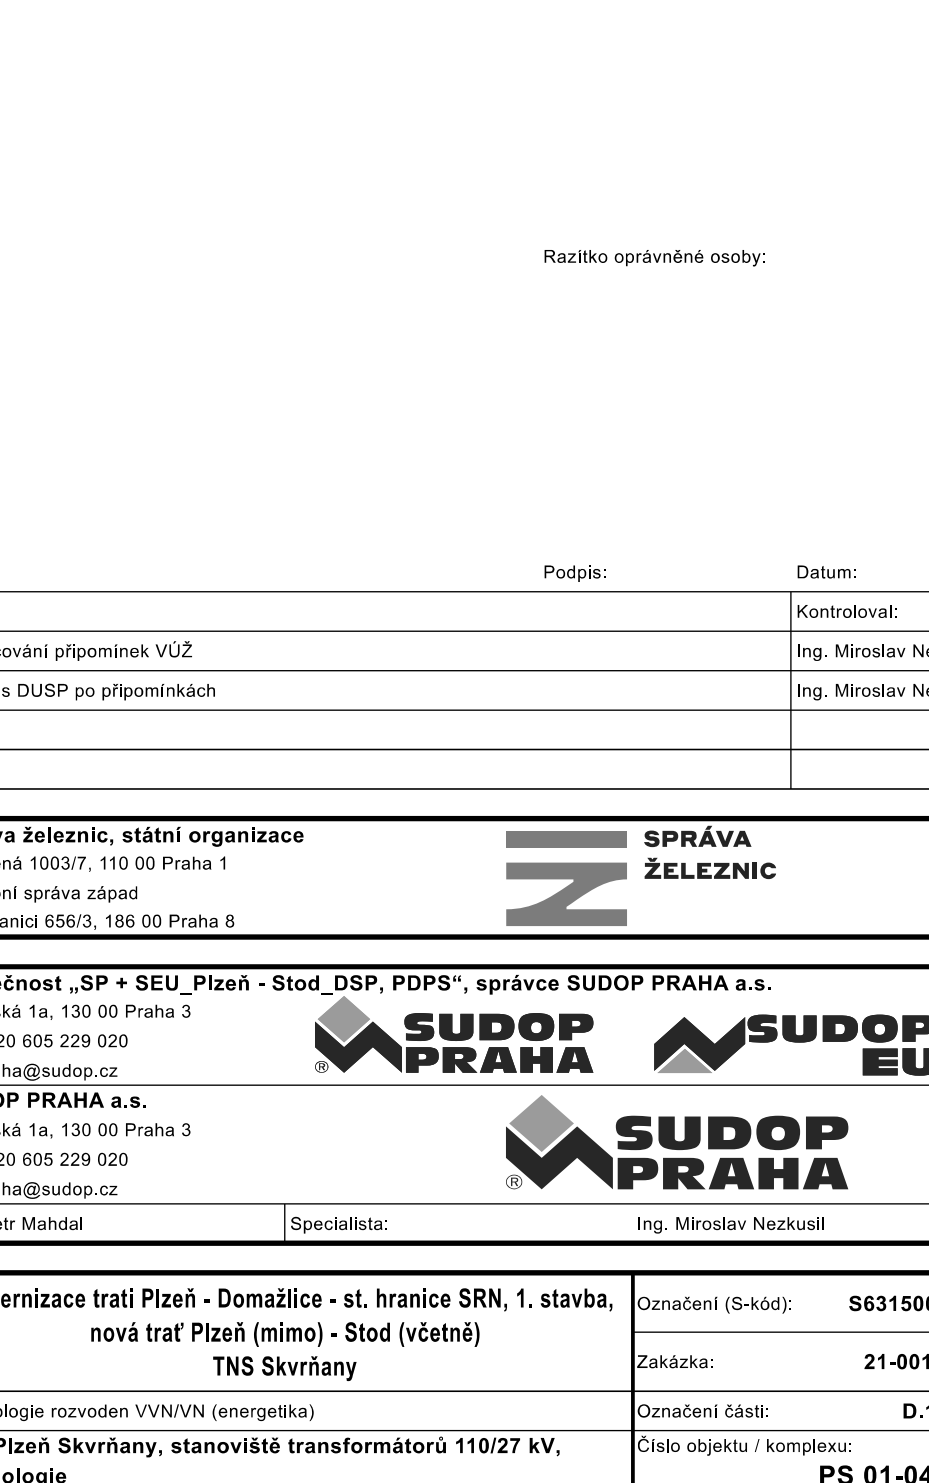 Razítko oprávněné osoby:
Podpis: Datum:
Kontroloval:
cování připomínek VÚŽ Ing. Miroslav Ne
s DUSP po připomínkách Ing. Miroslav Ne
va železnic, státní organizace
ená 1003/7, 110 00 Praha 1
bní správa západ
anici 656/3, 186 00 Praha 8
SPRÁVA
ŽELEZNIC
ečnost „SP + SEU_Plzeň - Stod_DSP, PDPS“, správce SUDOP PRAHA a.s.
ská 1a, 130 00 Praha 3
20 605 229 020
ha@sudop.cz
SUDOP
PRAHA
®
SUDOP
EU
OP PRAHA a.s.
ská 1a, 130 00 Praha 3
20 605 229 020
ha@sudop.cz
SUDOP
PRAHA
®
etr Mahdal Specialista: Ing. Miroslav Nezkusil
ernizace trati Plzeň - Domažlice - st. hranice SRN, 1. stavba,
nová trať Plzeň (mimo) - Stod (včetně)
TNS Skvrňany
Označení (S-kód): S631500
Zakázka: 21-001
ologie rozvoden VVN/VN (energetika) Označení části: D.1
Plzeň Skvrňany, stanoviště transformátorů 110/27 kV,
ologie
Číslo objektu / komplexu:
PS 01-04